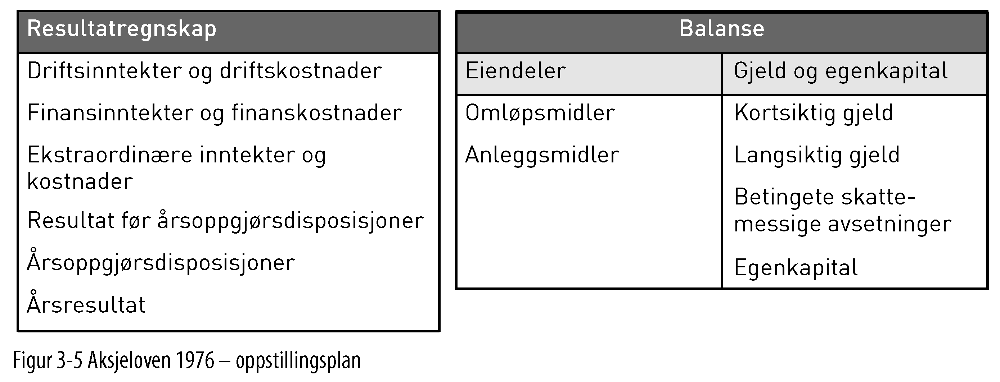 Resultatregnskap
Driftsinntekter og driftskostnader
Finansinntekter og finanskostnader
Ekstraordinære inntekter og
kostnader
Resultat før årsoppgjørsdisposisjoner
Årsoppgjørsdisposisjoner
Årsresultat
Balanse
Eiendeler
Gjeld og egenkapital
Omløpsmidler
Anleggsmidler
Kortsiktig gjeld
Langsiktig gjeld
Betingete skatte-
messige avsetninger
Egenkapital
Figur 3-5 Aksjeloven 1976 – oppstillingsplan